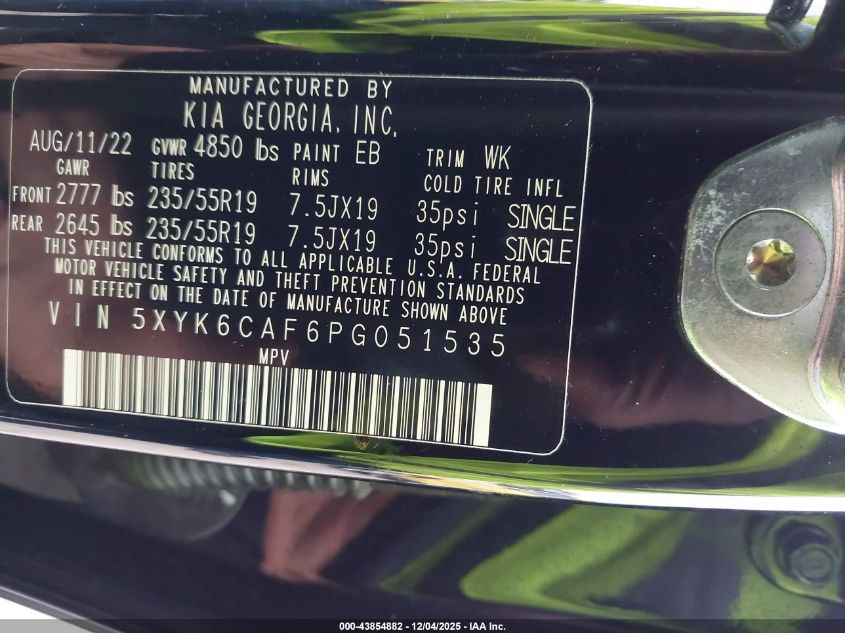 MANUFACTURED BY
KIA GEORGIA, INC.
AUG/11/22 GVWR 4850 lbs PAINT EB TRIM WK
GAWR TIRES RIMS COLD TIRE INFL
FRONT 2777 lbs 235/55R19 7.5JX19 35psi SINGLE
REAR 2645 lbs 235/55R19 7.5JX19 35psi SINGLE
THIS VEHICLE CONFORMS TO ALL APPLICABLE U.S.A. FEDERAL
MOTOR VEHICLE SAFETY AND THEFT PREVENTION STANDARDS
IN EFFECT ON THE DATE OF MANUFACTURE SHOWN ABOVE
VIN 5XYK6CAF6PG051535
MPV
000-43854882 - 12/04/2025 - IAA Inc.